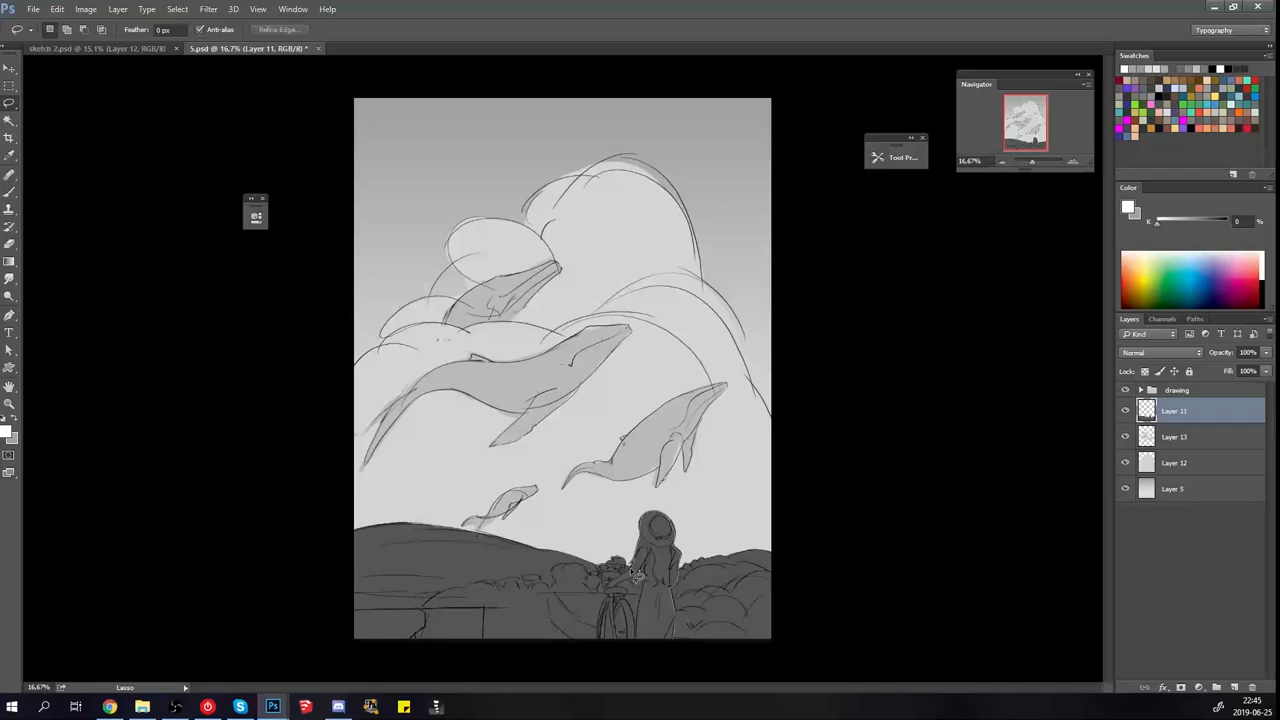 Ps File Edit Image Layer Type Select Filter 3D View Window Help
Feather: 0 px Anti-alias Refine Edge... Typography
sketch 2.psd @ 15,1% (Layer 12, RGB/8) × 5.psd @ 16,7% (Layer 11, RGB/8) * ×
Swatches
Navigator
Tool Pr...
16,67%
Color
K 0 %
Layers Channels Paths
Kind
Normal Opacity: 100%
Lock: Fill: 100%
drawing
Layer 11
Layer 13
Layer 12
Layer 5
16,67% Lasso
Ps 22:45
2019-06-25